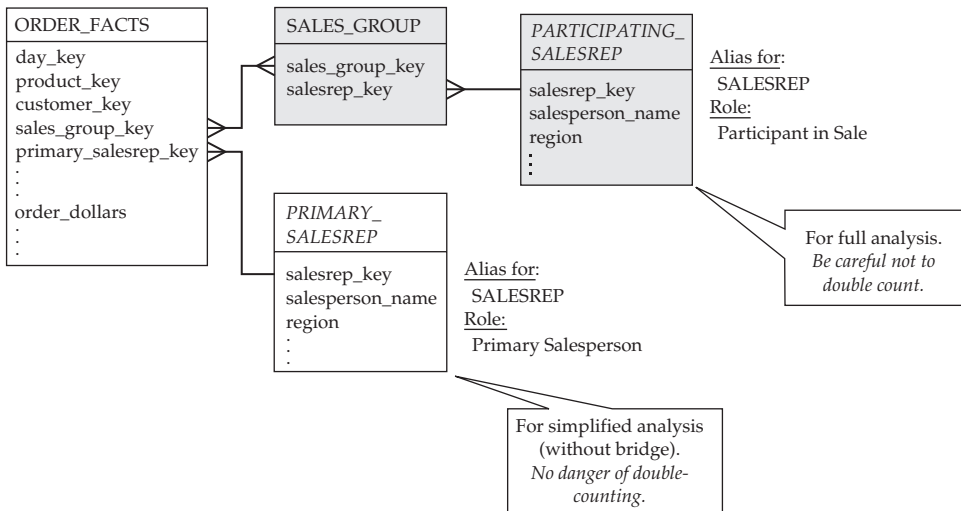 ORDER_FACTS
day_key
product_key
customer_key
sales_group_key
primary_salesrep_key
.
.
.
order_dollars
.
.
.
SALES_GROUP
sales_group_key
salesrep_key
PARTICIPATING_
SALESREP
salesrep_key
salesperson_name
region
.
.
.
Alias for:
SALESREP
Role:
Participant in Sale
For full analysis.
Be careful not to
double count.
PRIMARY_
SALESREP
salesrep_key
salesperson_name
region
.
.
.
Alias for:
SALESREP
Role:
Primary Salesperson
For simplified analysis
(without bridge).
No danger of double-
counting.